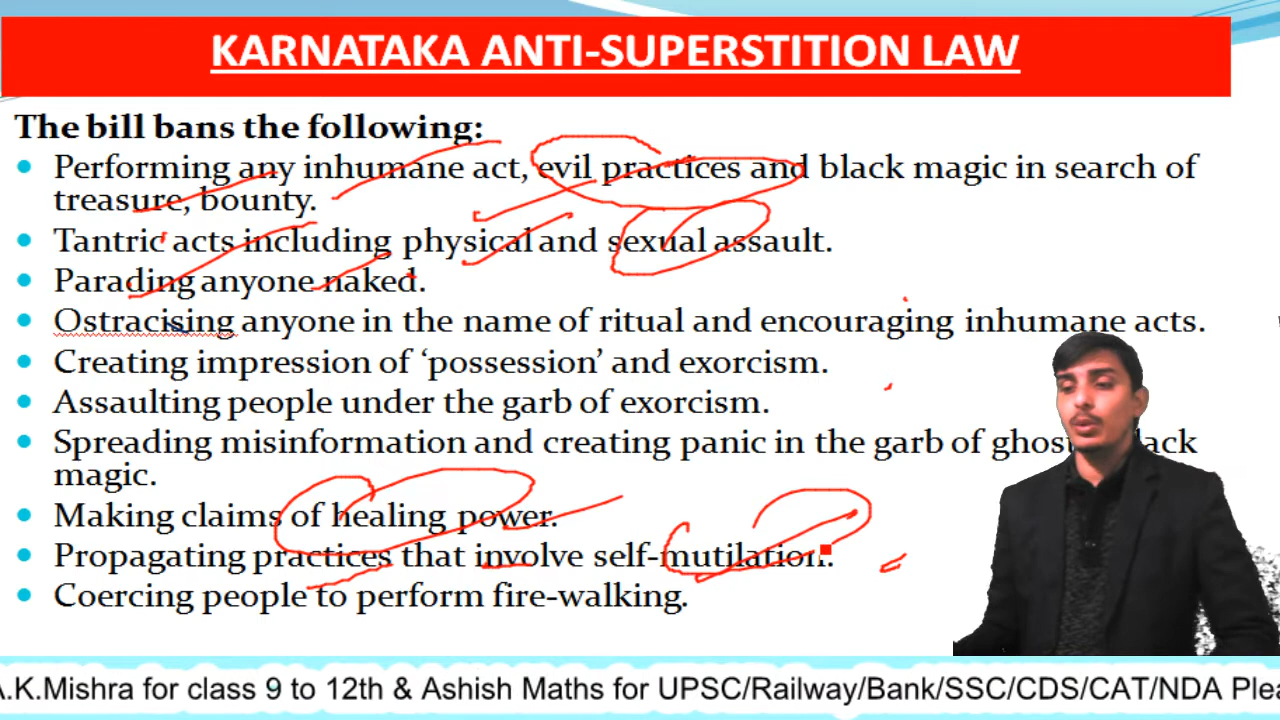 KARNATAKA ANTI-SUPERSTITION LAW
The bill bans the following:
• Performing any inhumane act, evil practices and black magic in search of
treasure, bounty.
• Tantric acts including physical and sexual assault.
• Parading anyone naked.
• Ostracising anyone in the name of ritual and encouraging inhumane acts.
• Creating impression of ‘possession’ and exorcism.
• Assaulting people under the garb of exorcism.
• Spreading misinformation and creating panic in the garb of
magic.
• Making claims of healing power.
• Propagating practices that involve self-mutilation.
• Coercing people to perform fire-walking.
A.K.Mishra for class 9 to 12th & Ashish Maths for UPSC/Railway/Bank/SSC/CDS/CAT/NDA